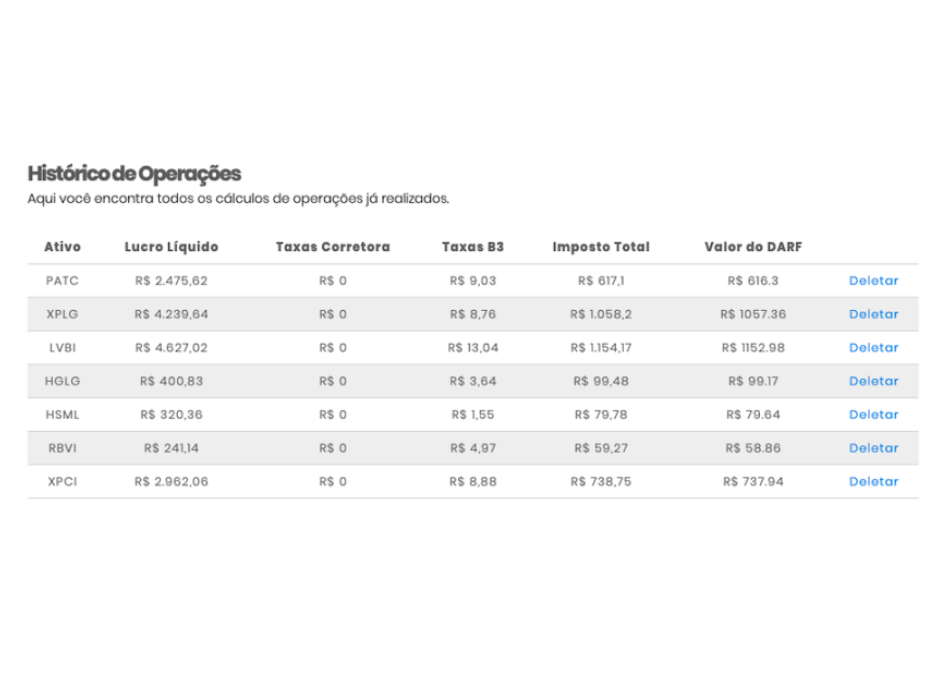 Histórico de Operações
Aqui você encontra todos os cálculos de operações já realizados.
Ativo Lucro Líquido Taxas Corretora Taxas B3 Imposto Total Valor do DARF
PATC R$ 2.475,62 R$ 0 R$ 9,03 R$ 617,1 R$ 616.3 Deletar
XPLG R$ 4.239,64 R$ 0 R$ 8,76 R$ 1.058,2 R$ 1057.36 Deletar
LVBI R$ 4.627,02 R$ 0 R$ 13,04 R$ 1.154,17 R$ 1152.98 Deletar
HGLG R$ 400,83 R$ 0 R$ 3,64 R$ 99,48 R$ 99.17 Deletar
HSML R$ 320,36 R$ 0 R$ 1,55 R$ 79,78 R$ 79.64 Deletar
RBVI R$ 241,14 R$ 0 R$ 4,97 R$ 59,27 R$ 58.86 Deletar
XPCI R$ 2.962,06 R$ 0 R$ 8,88 R$ 738,75 R$ 737.94 Deletar